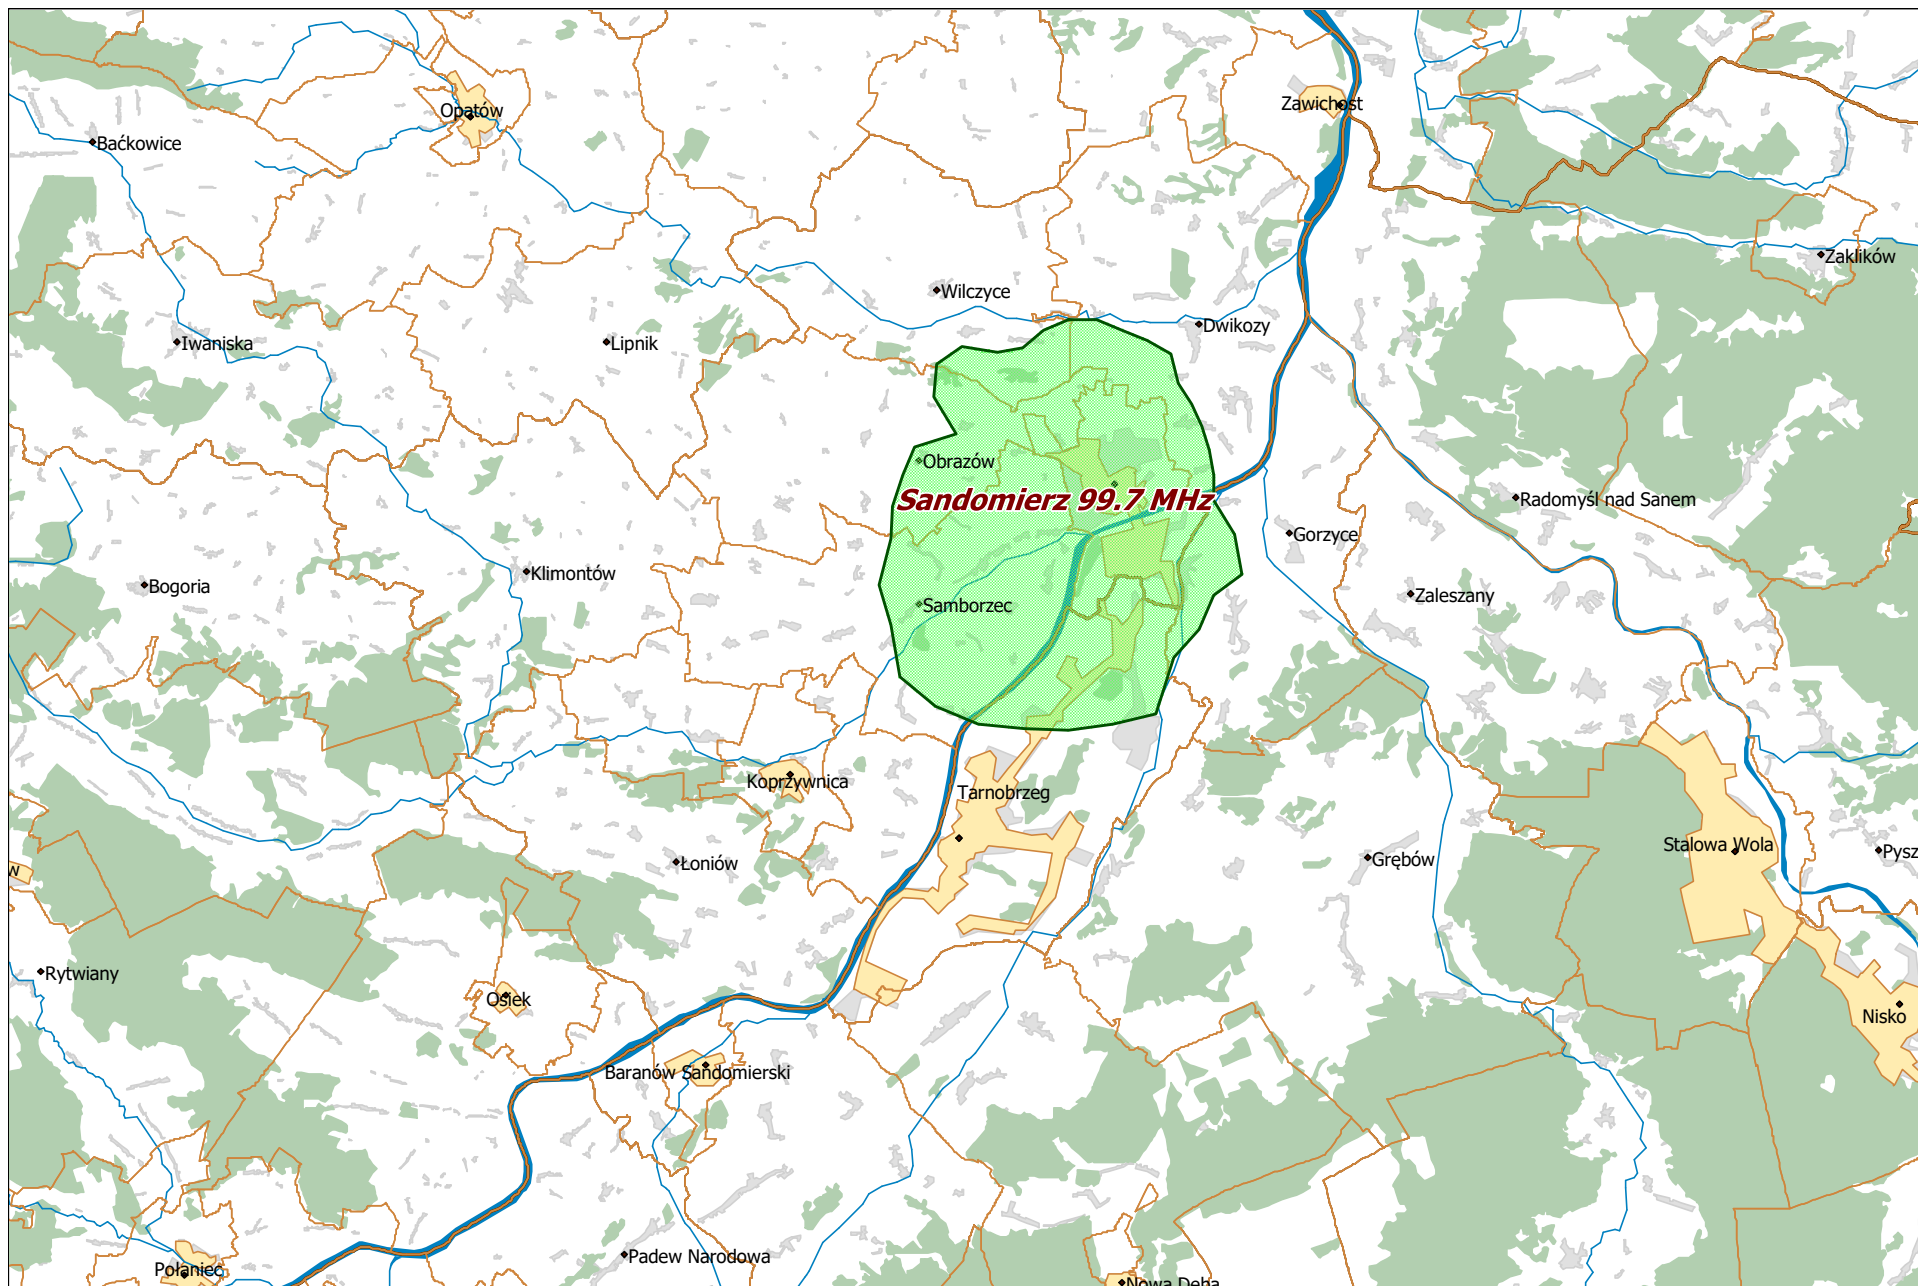 Opatów
Zawichost
Baćkowice
Zaklików
Wilczyce
Dwikozy
Iwaniska
Lipnik
Obrazów
Sandomierz 99.7 MHz
Radomyśl nad Sanem
Gorzyce
Klimontów
Bogoria
Zaleszany
Samborzec
Koprzywnica
Tarnobrzeg
Stalowa Wola
Pysz
Grębów
Łoniów
w
Rytwiany
Osiek
Nisko
Baranów Sandomierski
Padew Narodowa
Połaniec
Nowa Dęba